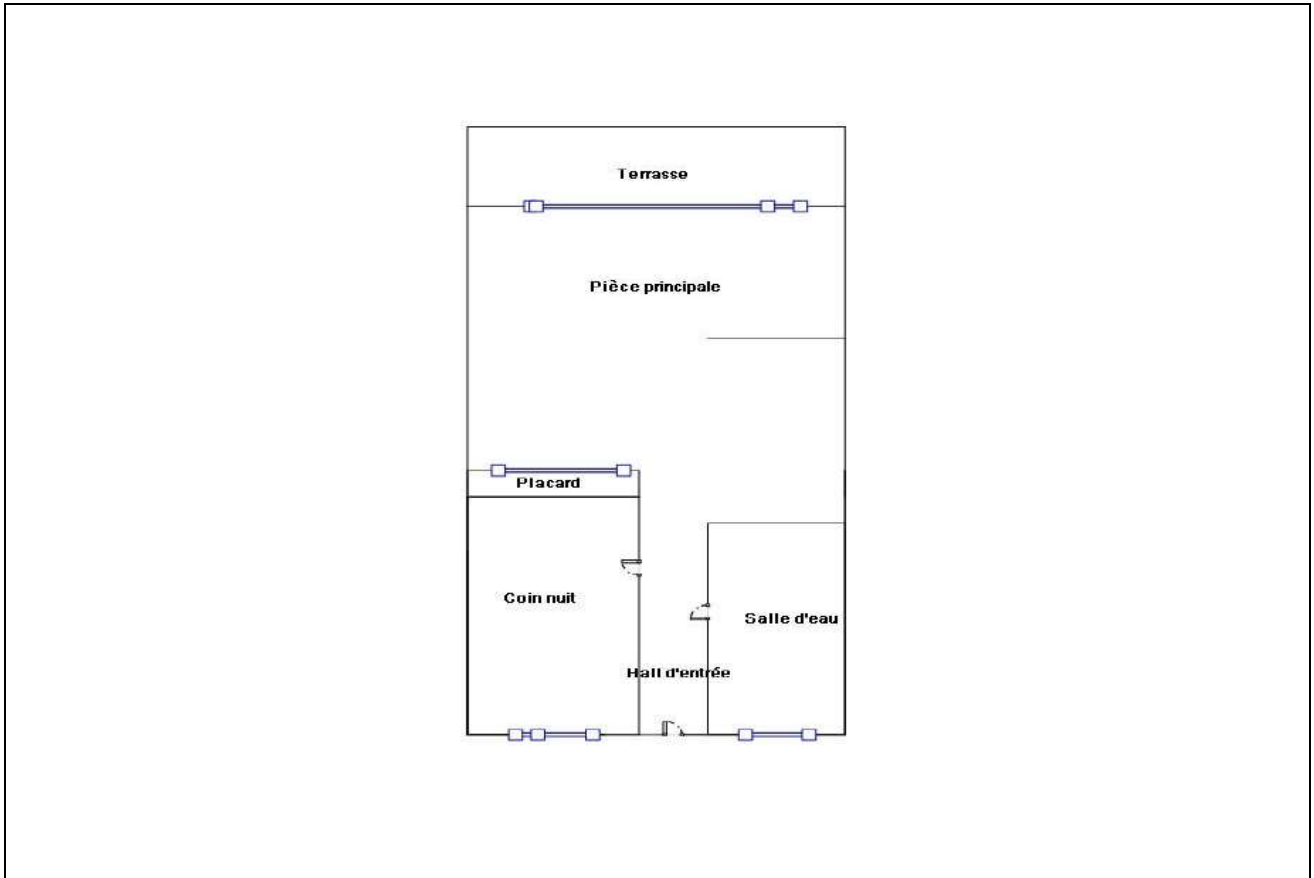 Terrasse
Pièce principale
Placard
Coin nuit
Salle d'eau
Hall d'entrée